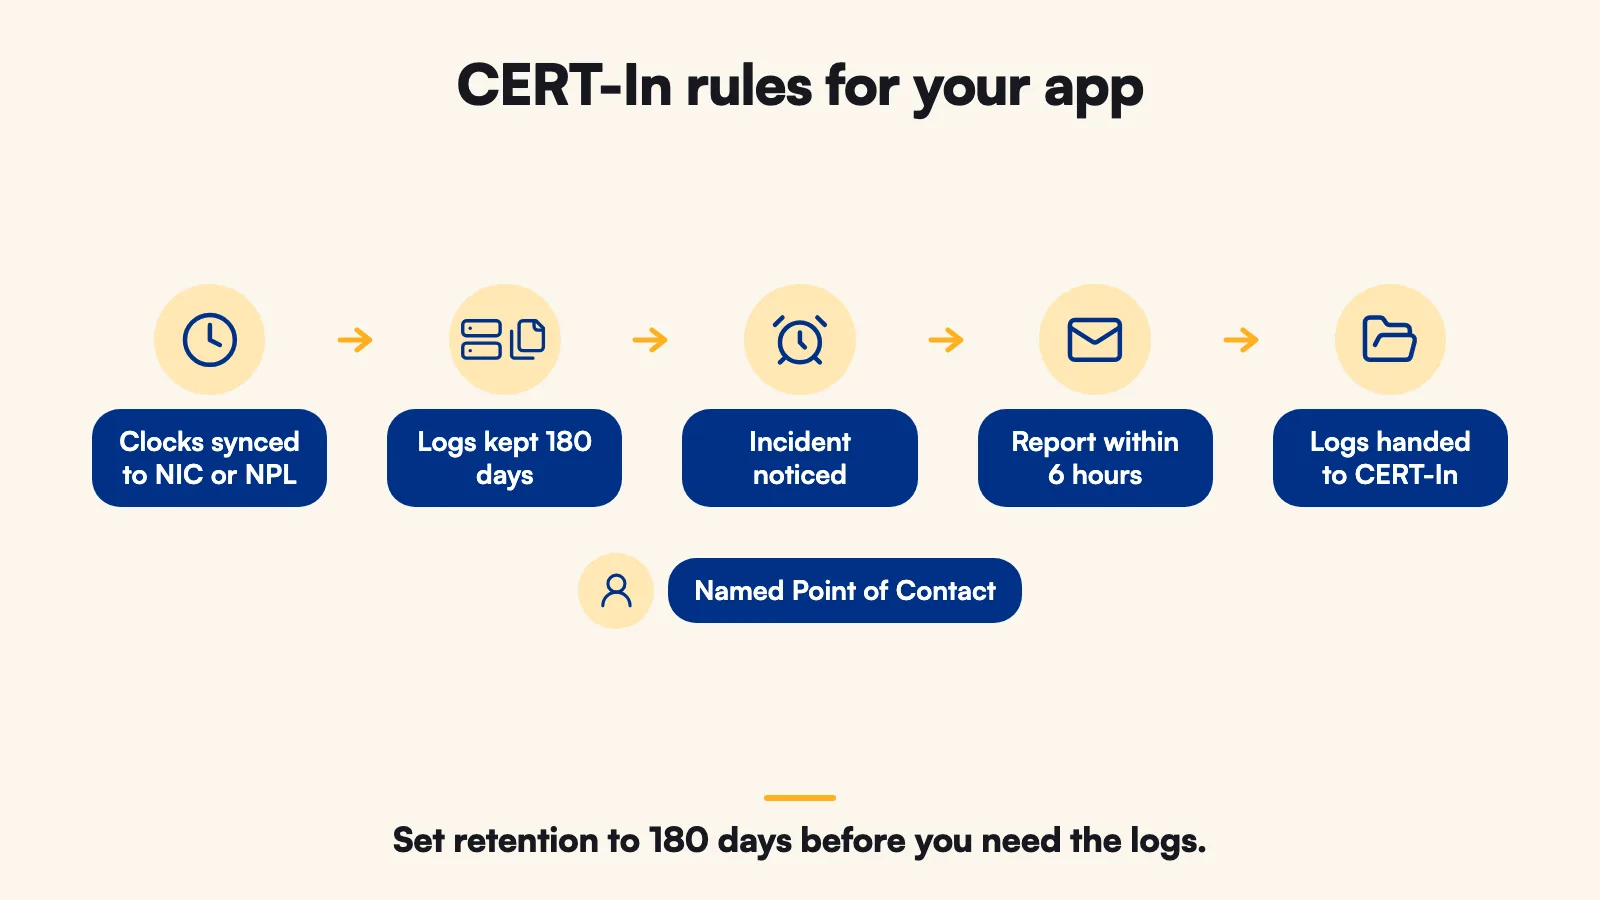 CERT-In rules for your app
Clocks synced
to NIC or NPL
Logs kept 180
days
Incident
noticed
Report within
6 hours
Logs handed
to CERT-In
Named Point of Contact
Set retention to 180 days before you need the logs.